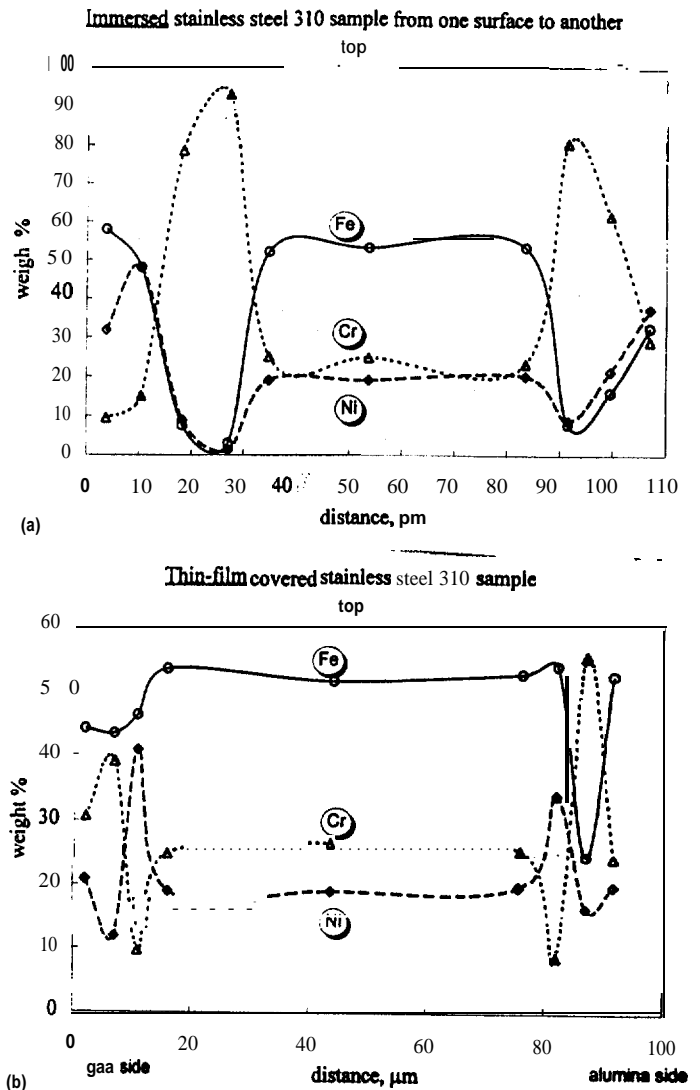 Immersed stainless steel 310 sample from one surface to another
top
100
90
80
70
60
50
40
30
20
10
0
weigh %
Fe
Cr
Ni
0 10 20 30 40 50 60 70 80 90 100 110
distance, pm
(a)
Thin-film covered stainless steel 310 sample
top
60
50
40
30
20
10
0
weight %
Fe
Cr
Ni
0 20 40 60 80 100
gaa side distance, μm alumina side
(b)